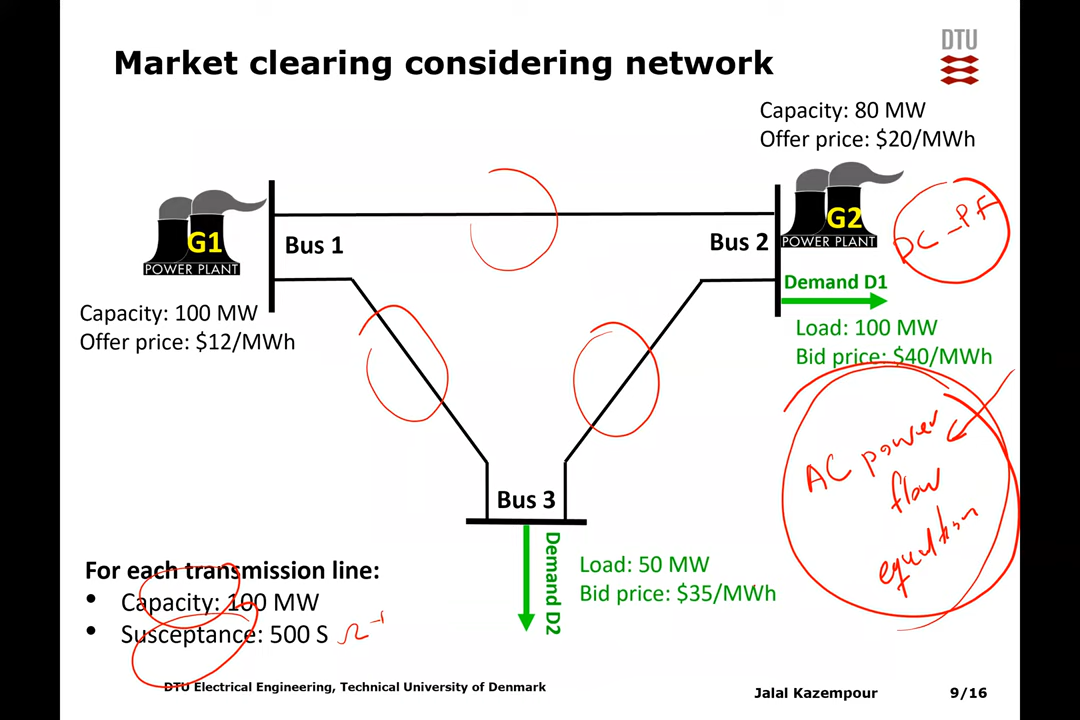 Market clearing considering network
DTU
Capacity: 80 MW
Offer price: $20/MWh
G1
POWER PLANT
Bus 1
Bus 2
G2
POWER PLANT
DC-PF
Demand D1
Capacity: 100 MW
Offer price: $12/MWh
Load: 100 MW
Bid price: $40/MWh
AC power
flow
equation
Bus 3
Demand D2
Load: 50 MW
Bid price: $35/MWh
For each transmission line:
• Capacity: 100 MW
• Susceptance: 500 S Ω⁻¹
DTU Electrical Engineering, Technical University of Denmark
Jalal Kazempour
9/16